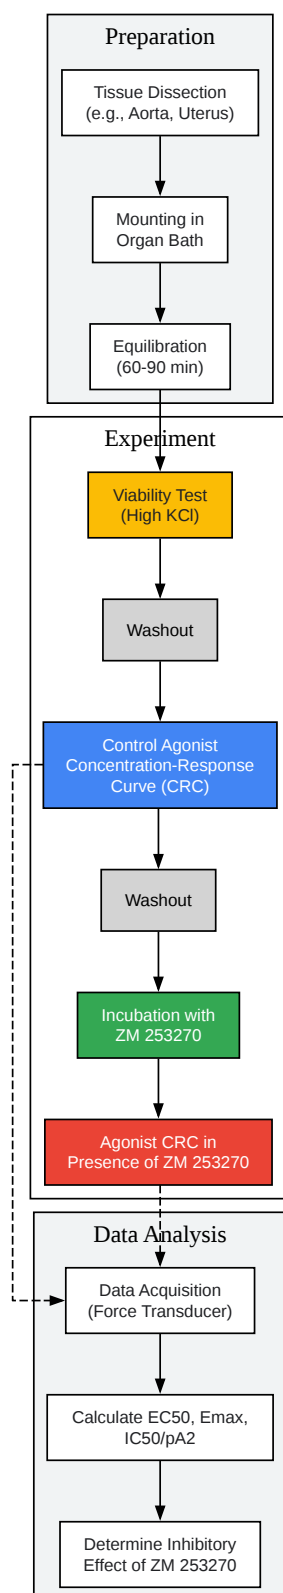 Preparation
Tissue Dissection
(e.g., Aorta, Uterus)
Mounting in
Organ Bath
Equilibration
(60-90 min)
Experiment
Viability Test
(High KCl)
Washout
Control Agonist
Concentration-Response
Curve (CRC)
Washout
Incubation with
ZM 253270
Agonist CRC in
Presence of ZM 253270
Data Analysis
Data Acquisition
(Force Transducer)
Calculate EC50, Emax,
IC50/pA2
Determine Inhibitory
Effect of ZM 253270